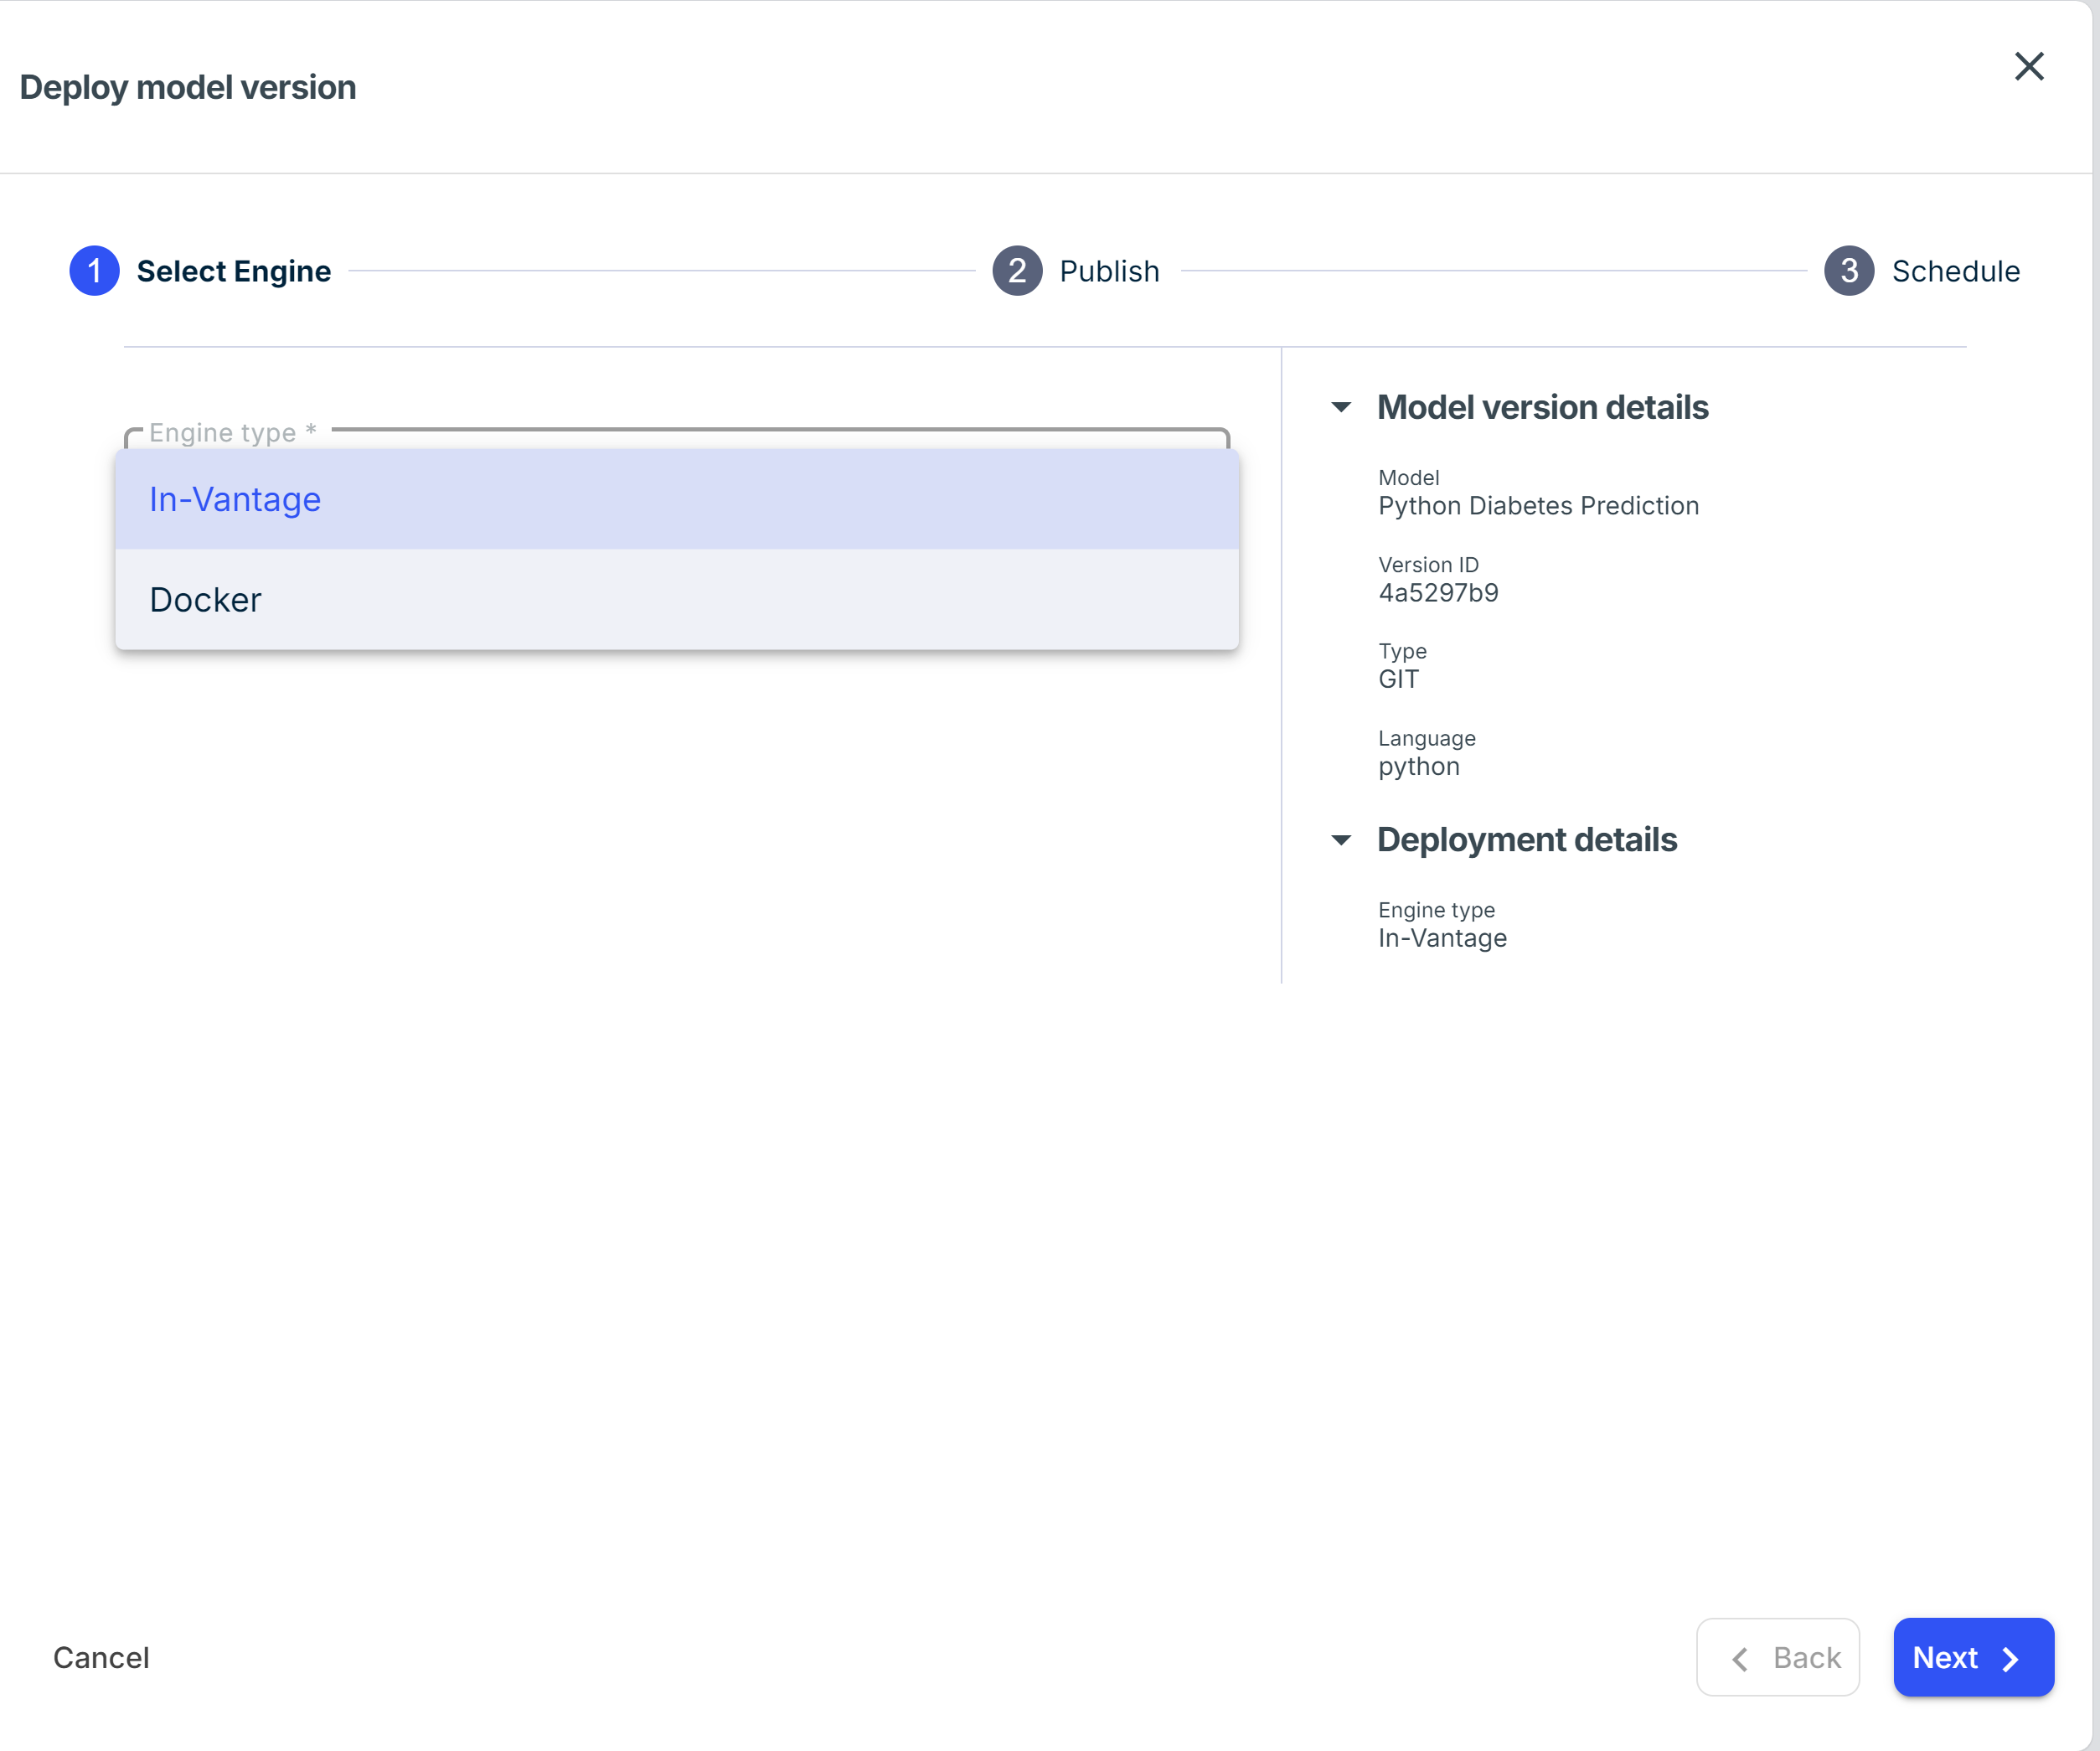 Deploy model version
1 Select Engine
2 Publish
3 Schedule
Engine type *
In-Vantage
Docker
Model version details
Model
Python Diabetes Prediction
Version ID
4a5297b9
Type
GIT
Language
python
Deployment details
Engine type
In-Vantage
Cancel
Back
Next